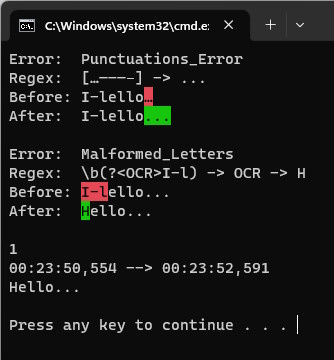 C:\Windows\system32\cmd.e
Error:  Punctuations_Error
Regex:  […———–] -> ...
Before: I-lello…
After:  I-lello...
Error:  Malformed_Letters
Regex:  \b(?<OCR>I-l) -> OCR -> H
Before: I-lello...
After:  Hello...
1
00:23:50,554 --> 00:23:52,591
Hello...
Press any key to continue . . .